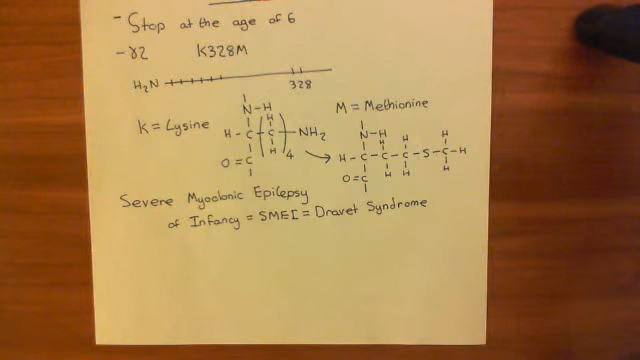 - Stop at the age of 6
- γ2 K328M
H₂N 328
K = Lysine M = Methionine
N-H N-H
H H H H
H-C-(C)-NH₂ H-C-C-C-S-C-H
H 4 H H H
O=C O=C
Severe Myoclonic Epilepsy
of Infancy = SMEI = Dravet Syndrome